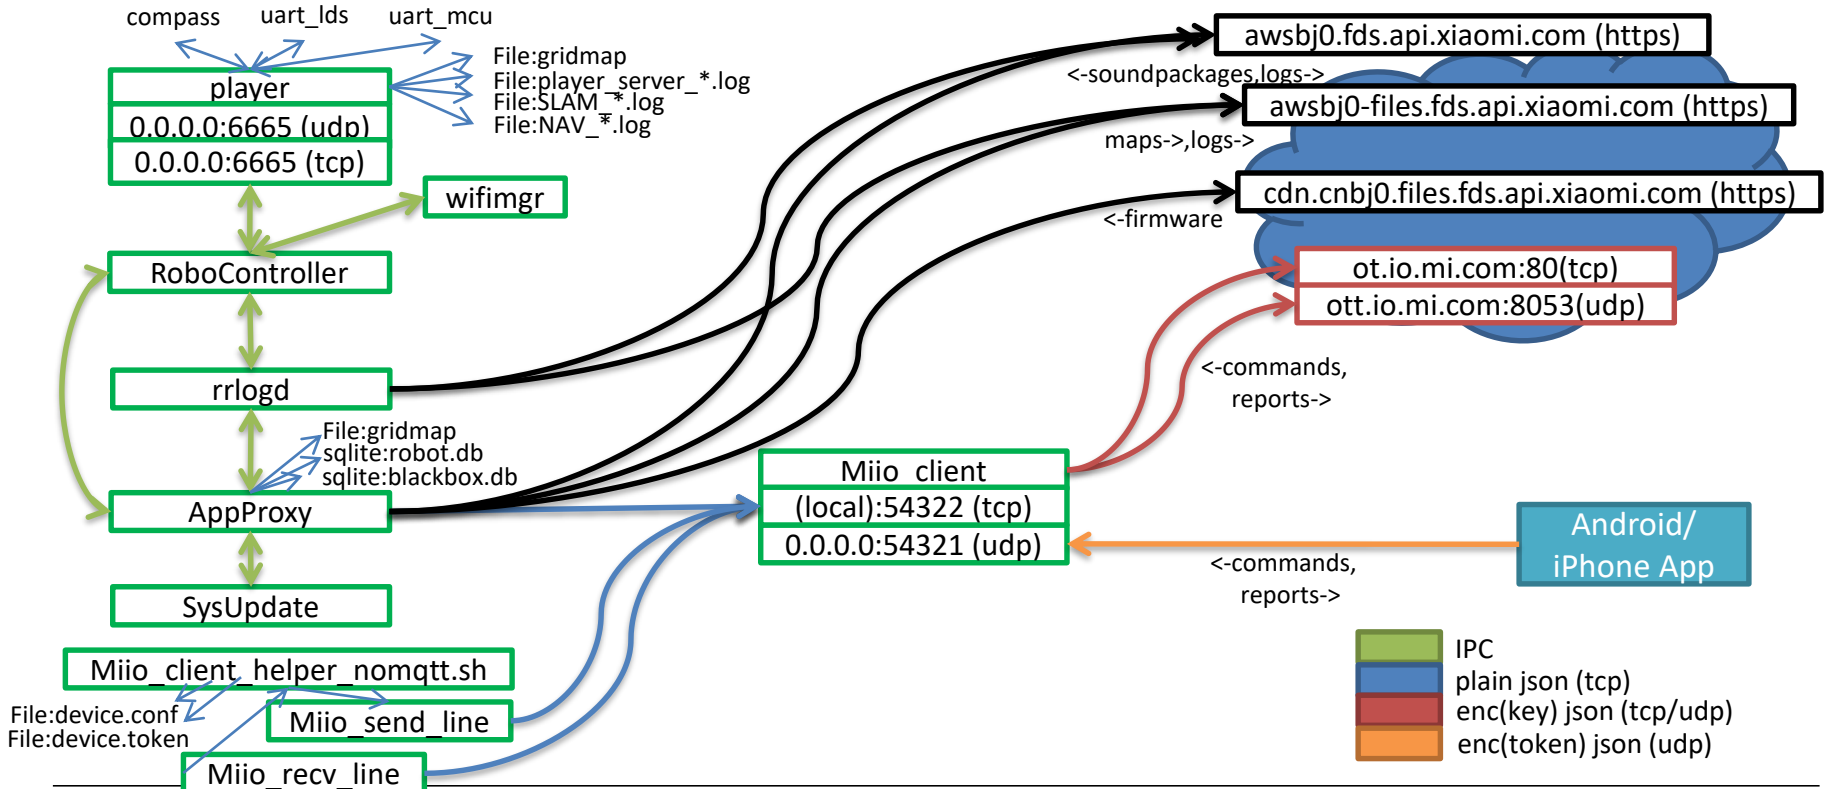 compass
uart_lds
uart_mcu
player
0.0.0.0:6665 (udp)
0.0.0.0:6665 (tcp)
File:gridmap
File:player_server_*.log
File:SLAM_*.log
File:NAV_*.log
wifimgr
RoboController
rrlogd
File:gridmap
sqlite:robot.db
sqlite:blackbox.db
AppProxy
SysUpdate
Miio_client_helper_nomqtt.sh
File:device.conf
File:device.token
Miio_send_line
Miio_recv_line
awsbj0.fds.api.xiaomi.com (https)
<-soundpackages,logs->
awsbj0-files.fds.api.xiaomi.com (https)
maps->,logs->
cdn.cnbj0.files.fds.api.xiaomi.com (https)
<-firmware
ot.io.mi.com:80(tcp)
ott.io.mi.com:8053(udp)
<-commands,
reports->
Miio_client
(local):54322 (tcp)
0.0.0.0:54321 (udp)
<-commands,
reports->
Android/
iPhone App
IPC
plain json (tcp)
enc(key) json (tcp/udp)
enc(token) json (udp)